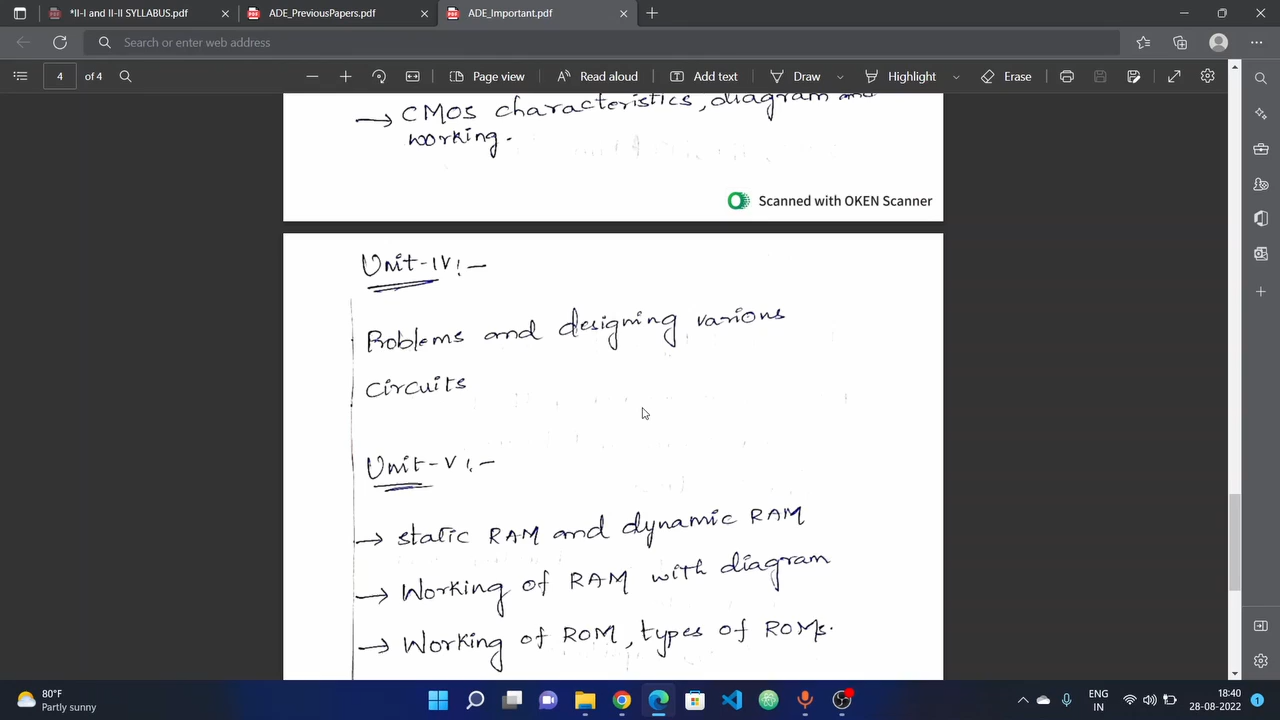 *II-I and II-II SYLLABUS.pdf
ADE_PreviousPapers.pdf
ADE_Important.pdf
Search or enter web address
4 of 4
Page view
Read aloud
Add text
Draw
Highlight
Erase
→ CMOS characteristics, diagram and
working.
Scanned with OKEN Scanner
Unit-IV:-
Problems and designing various
circuits
Unit-V:-
→ static RAM and dynamic RAM
→ Working of RAM with diagram
→ Working of ROM, types of ROMs.
80°F
Partly sunny
ENG
IN
18:40
28-08-2022
1